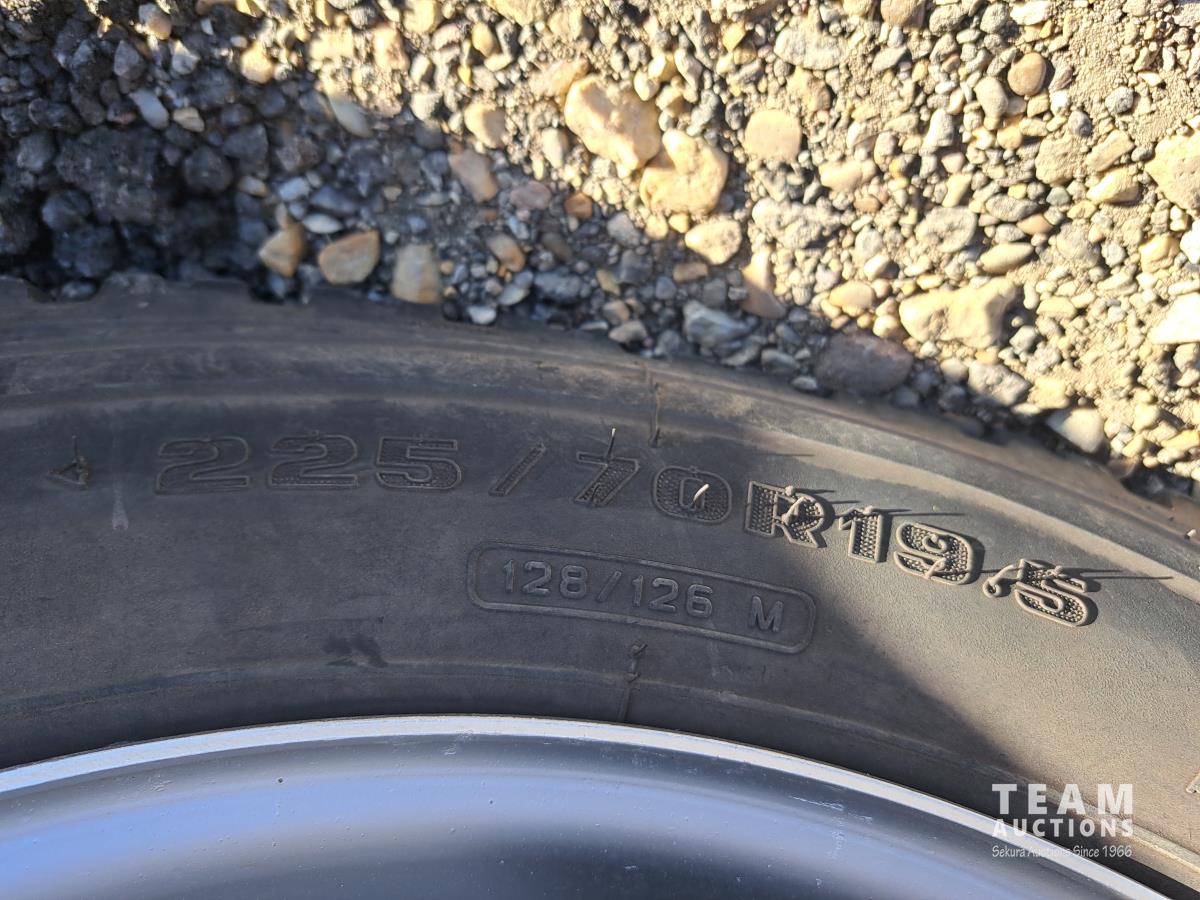 225/70R19.5
128/126 M
TEAM
AUCTIONS
Sekura Auctions Since 1966